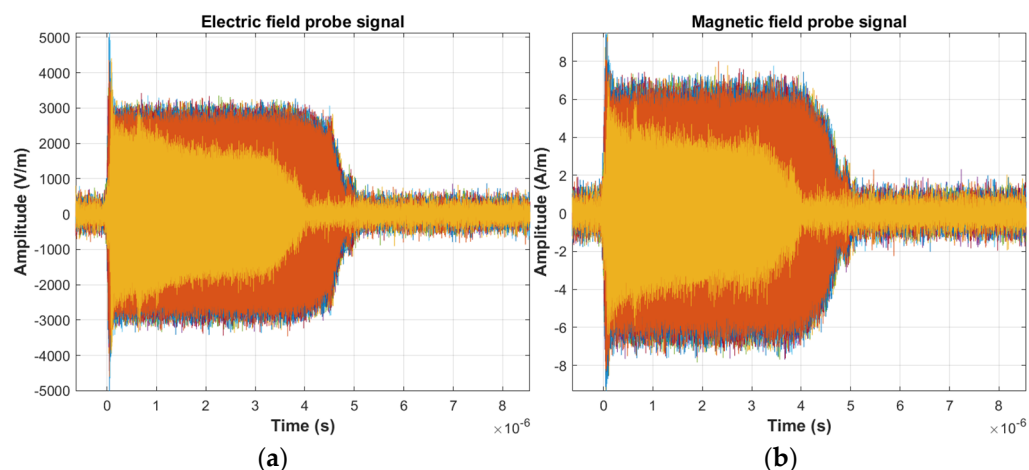 Electric field probe signal
Amplitude (V/m)
5000
4000
3000
2000
1000
0
-1000
-2000
-3000
-4000
-5000
0 1 2 3 4 5 6 7 8
Time (s)
×10-6
(a)
Magnetic field probe signal
Amplitude (A/m)
8
6
4
2
0
-2
-4
-6
-8
0 1 2 3 4 5 6 7 8
Time (s)
×10-6
(b)